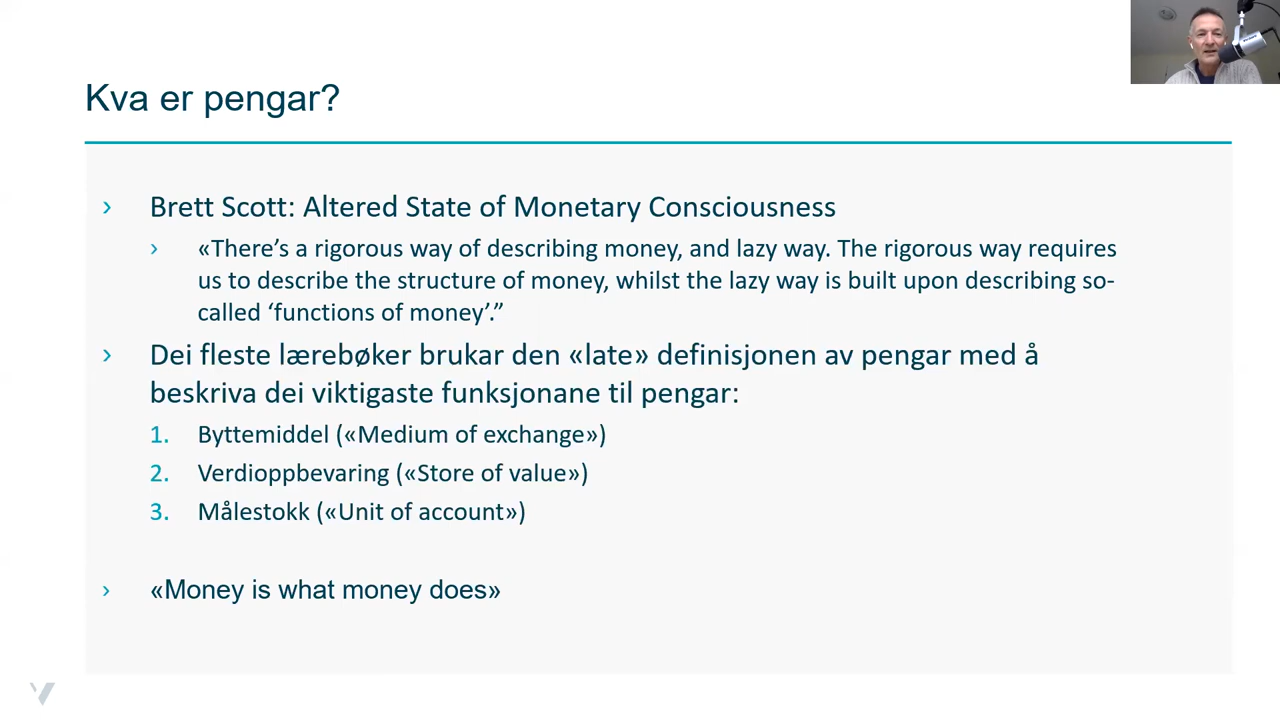 Kva er pengar?
Brett Scott: Altered State of Monetary Consciousness
«There’s a rigorous way of describing money, and lazy way. The rigorous way requires
us to describe the structure of money, whilst the lazy way is built upon describing so-
called ‘functions of money’.”
Dei fleste lærebøker brukar den «late» definisjonen av pengar med å
beskriva dei viktigaste funksjonane til pengar:
1. Byttemiddel («Medium of exchange»)
2. Verdioppbevaring («Store of value»)
3. Målestokk («Unit of account»)
«Money is what money does»